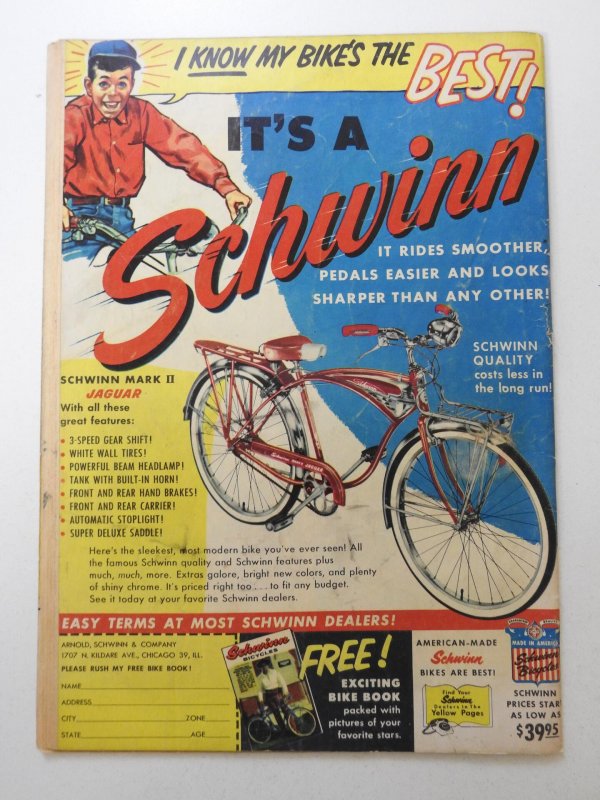 I KNOW MY BIKE'S THE BEST!
IT'S A
Schwinn
IT RIDES SMOOTHER,
PEDALS EASIER AND LOOKS
SHARPER THAN ANY OTHER!
SCHWINN
QUALITY
costs less in
the long run!
SCHWINN MARK II
JAGUAR
With all these
great features:
• 3-SPEED GEAR SHIFT!
• WHITE WALL TIRES!
• POWERFUL BEAM HEADLAMP!
• TANK WITH BUILT-IN HORN!
• FRONT AND REAR HAND BRAKES!
• FRONT AND REAR CARRIER!
• AUTOMATIC STOPLIGHT!
• SUPER DELUXE SADDLE!
Schwinn MARK II JAGUAR
Here's the sleekest, most modern bike you've ever seen! All
the famous Schwinn quality and Schwinn features plus
much, much, more. Extras galore, bright new colors, and plenty
of shiny chrome. It's priced right too . . . to fit any budget.
See it today at your favorite Schwinn dealers.
EASY TERMS AT MOST SCHWINN DEALERS!
ARNOLD, SCHWINN & COMPANY
1707 N. KILDARE AVE., CHICAGO 39, ILL.
PLEASE RUSH MY FREE BIKE BOOK!
NAME
ADDRESS
CITY ZONE
STATE AGE
Schwinn
BICYCLES
FREE!
EXCITING
BIKE BOOK
packed with
pictures of your
favorite stars.
AMERICAN-MADE
Schwinn
BIKES ARE BEST!
Find Your
Schwinn
Dealers in the
Yellow Pages
MADE IN AMERICA
Schwinn
Bicycles
SCHWINN
PRICES STAR
AS LOW AS
$39.95